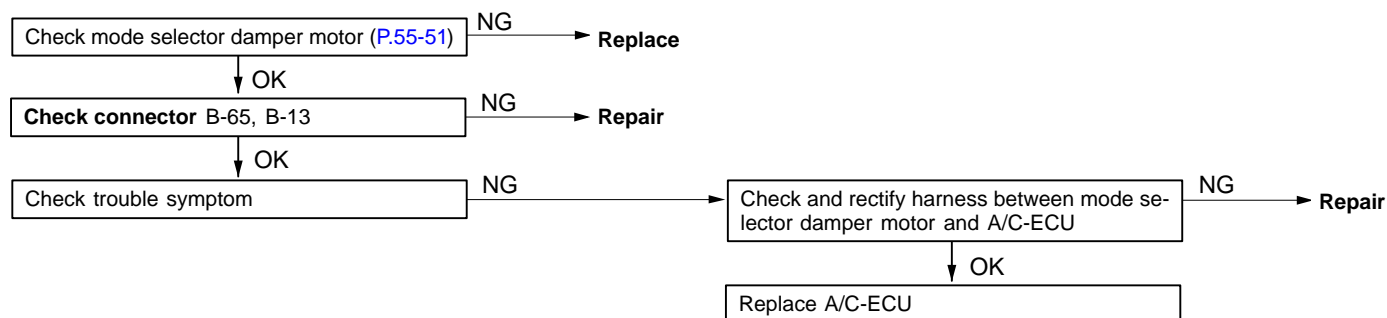 Check mode selector damper motor (P.55-51)
NG
Replace
OK
Check connector B-65, B-13
NG
Repair
OK
Check trouble symptom
NG
Check and rectify harness between mode se-
lector damper motor and A/C-ECU
NG
Repair
OK
Replace A/C-ECU